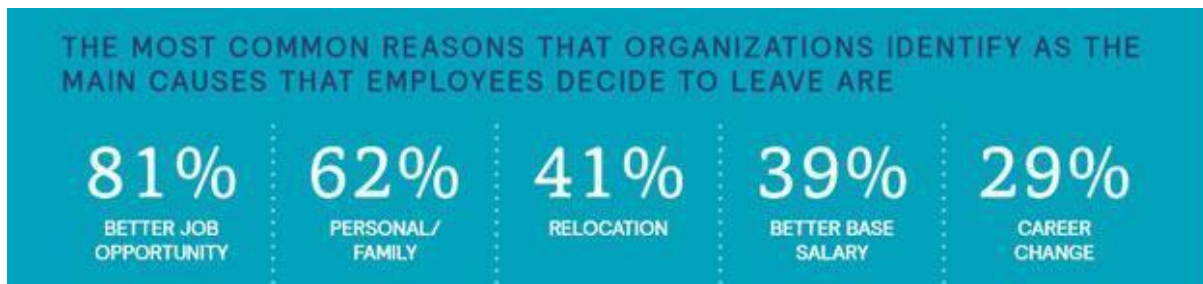 THE MOST COMMON REASONS THAT ORGANIZATIONS IDENTIFY AS THE
MAIN CAUSES THAT EMPLOYEES DECIDE TO LEAVE ARE
81%
BETTER JOB
OPPORTUNITY
62%
PERSONAL/
FAMILY
41%
RELOCATION
39%
BETTER BASE
SALARY
29%
CAREER
CHANGE